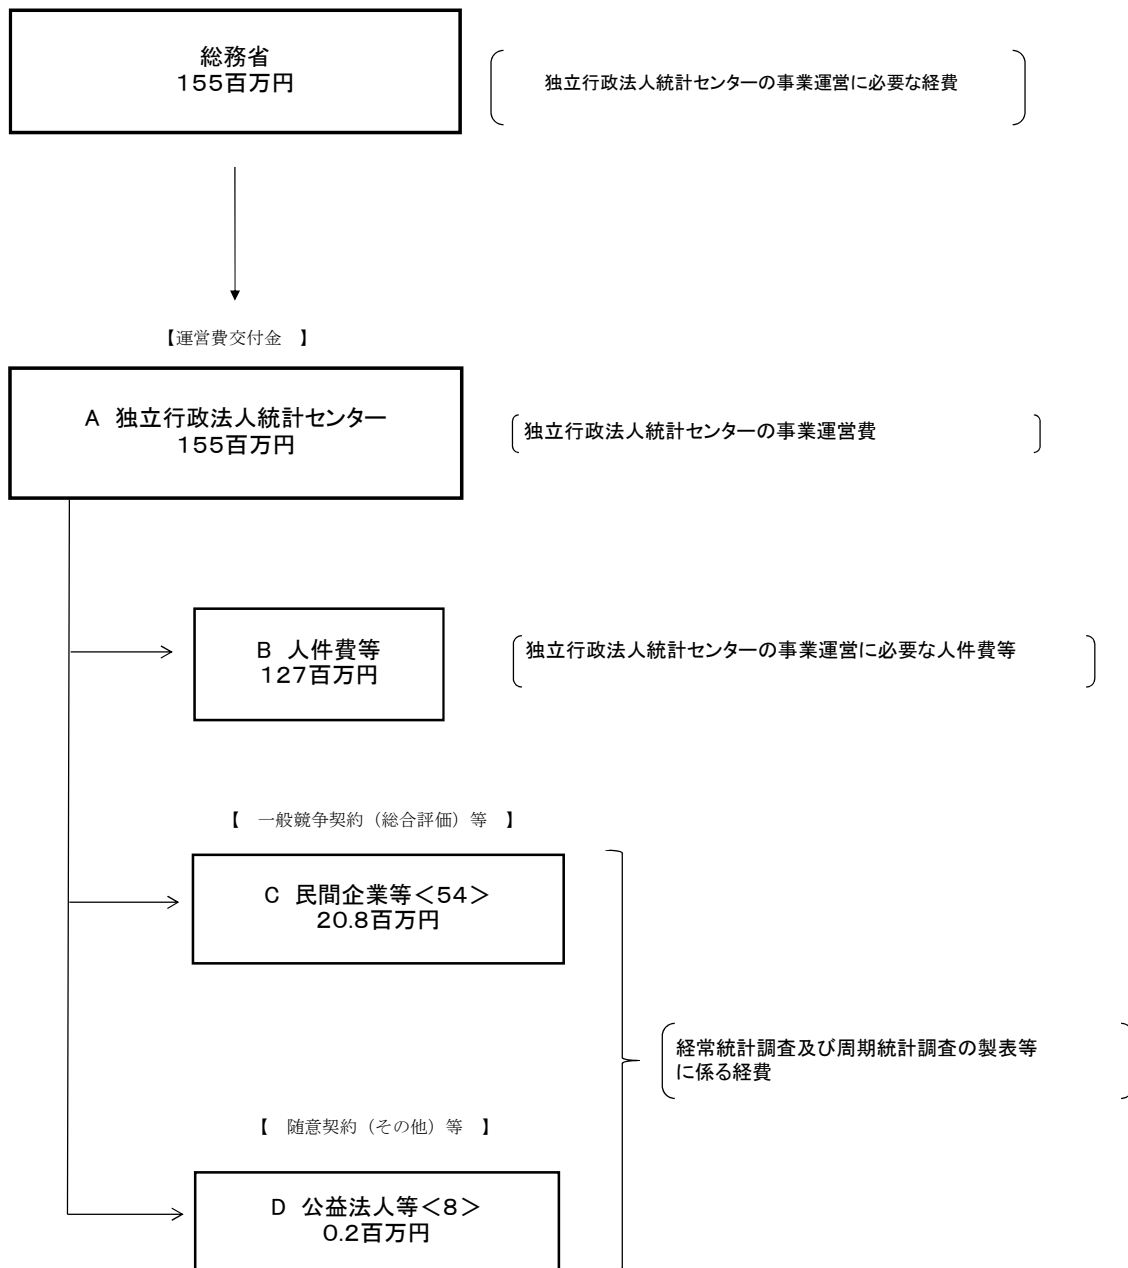 総務省
155百万円
独立行政法人統計センターの事業運営に必要な経費
【運営費交付金　】
A　独立行政法人統計センター
155百万円
独立行政法人統計センターの事業運営費
B　人件費等
127百万円
独立行政法人統計センターの事業運営に必要な人件費等
【　一般競争契約（総合評価）等　】
C　民間企業等＜54＞
20.8百万円
経常統計調査及び周期統計調査の製表等
に係る経費
【　随意契約（その他）等　】
D　公益法人等＜8＞
0.2百万円